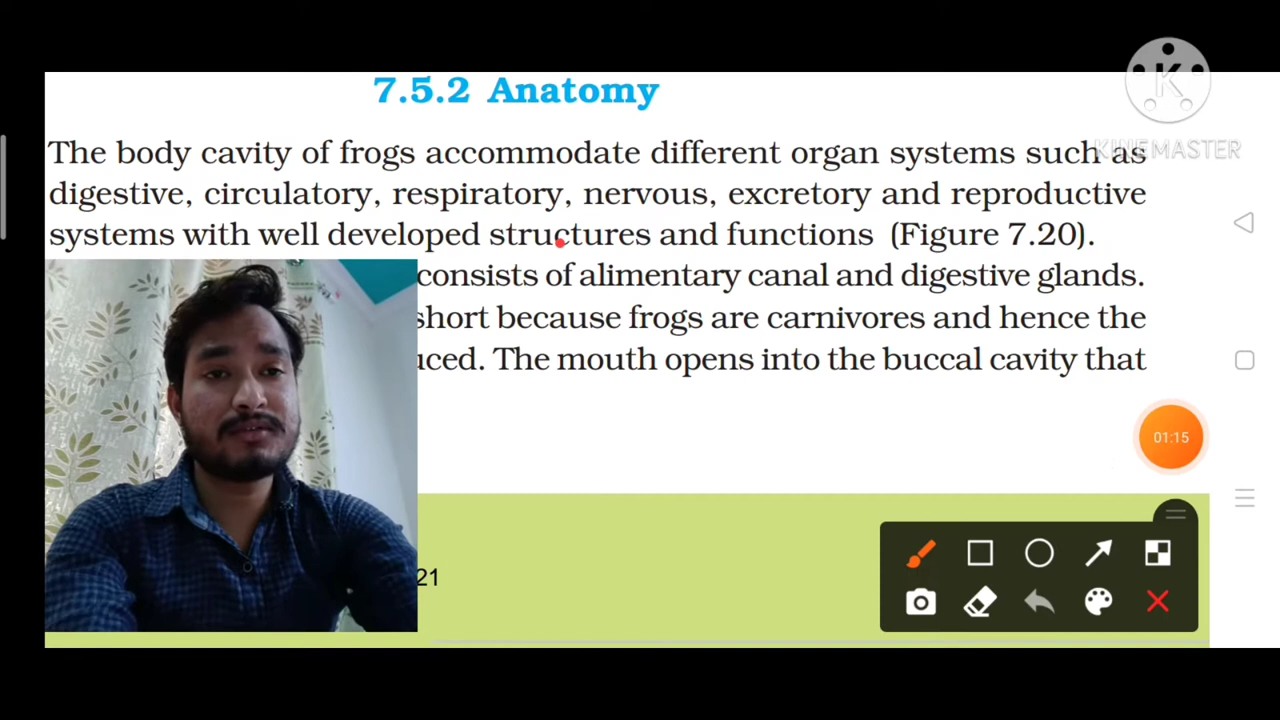 7.5.2 Anatomy
KINEMASTER
The body cavity of frogs accommodate different organ systems such as
digestive, circulatory, respiratory, nervous, excretory and reproductive
systems with well developed structures and functions (Figure 7.20).
consists of alimentary canal and digestive glands.
short because frogs are carnivores and hence the
uced. The mouth opens into the buccal cavity that
01:15
21